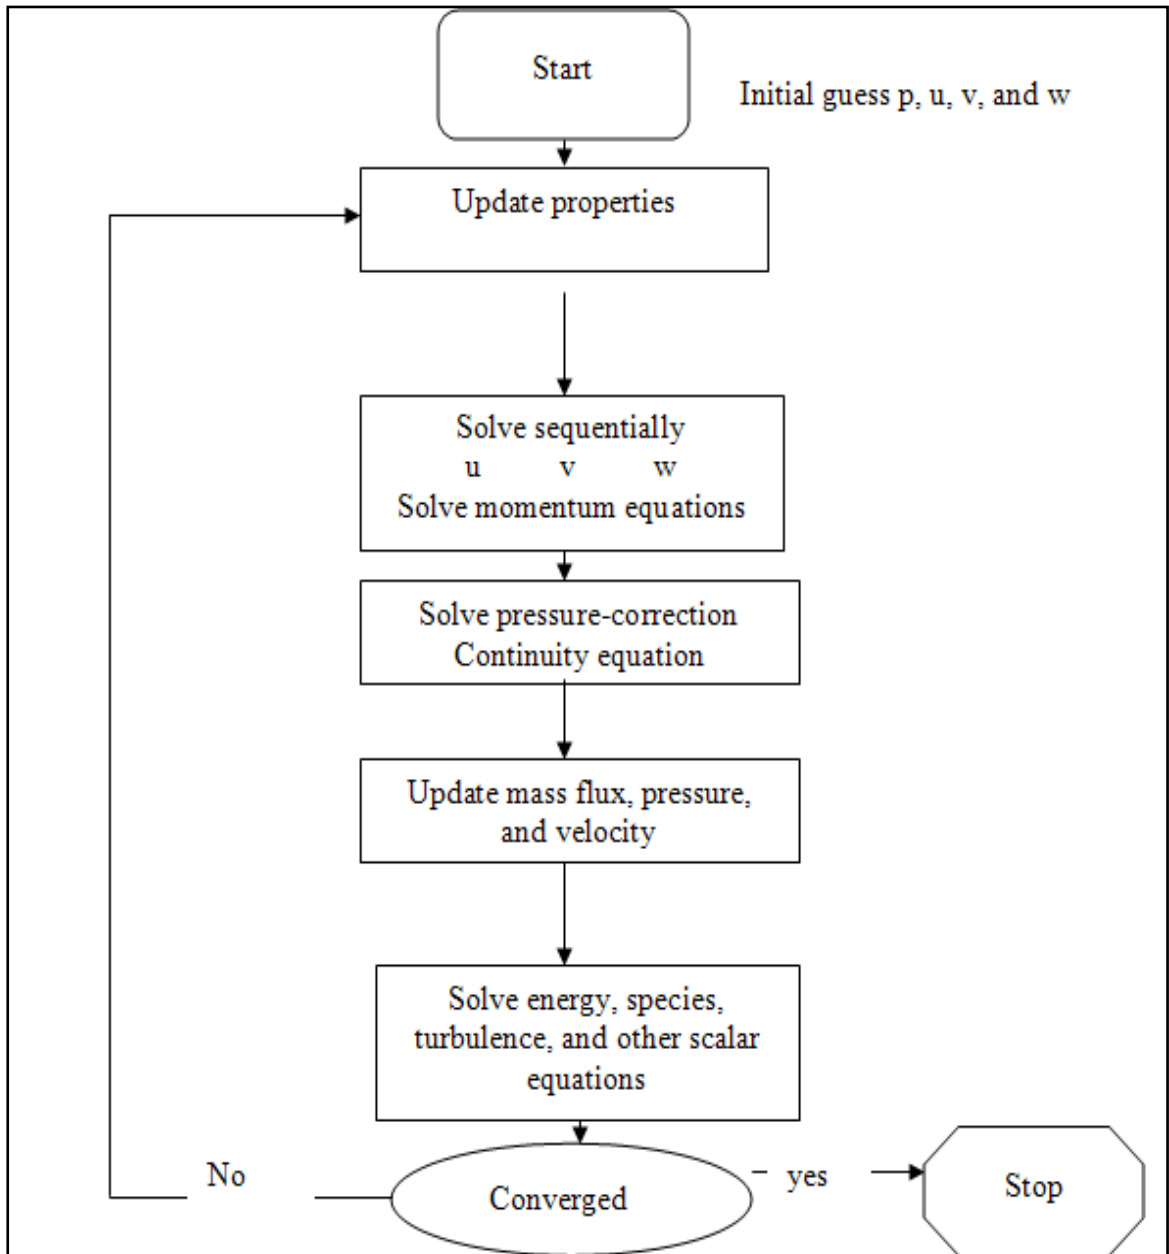 Start
Initial guess p, u, v, and w
Update properties
Solve sequentially
u v w
Solve momentum equations
Solve pressure-correction
Continuity equation
Update mass flux, pressure,
and velocity
Solve energy, species,
turbulence, and other scalar
equations
No
Converged
yes
Stop